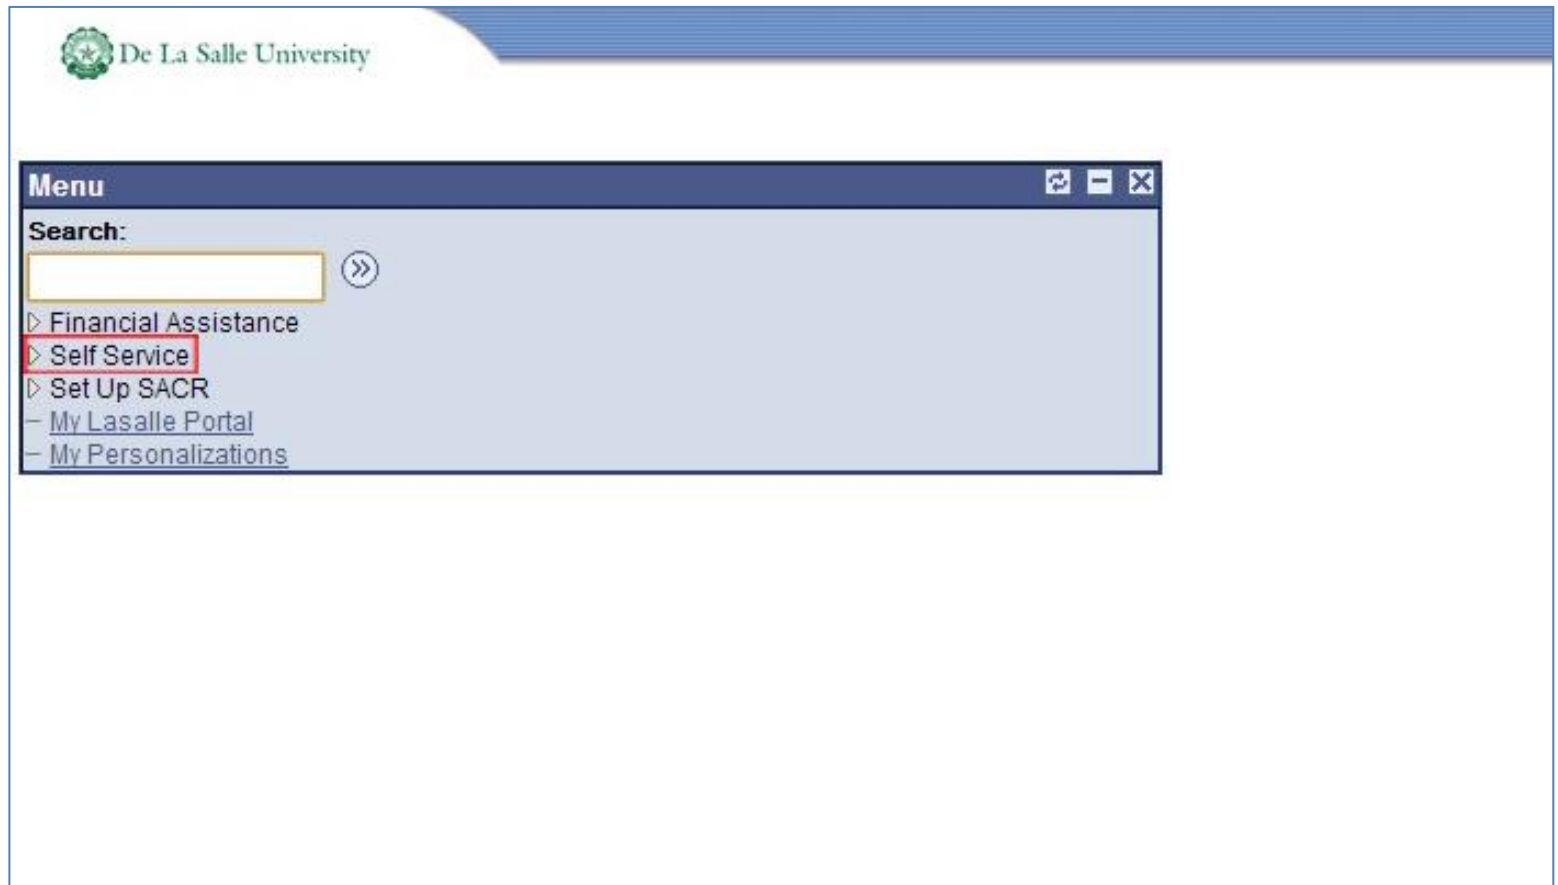 De La Salle University
Menu
Search:
Financial Assistance
Self Service
Set Up SACR
My Lasalle Portal
My Personalizations